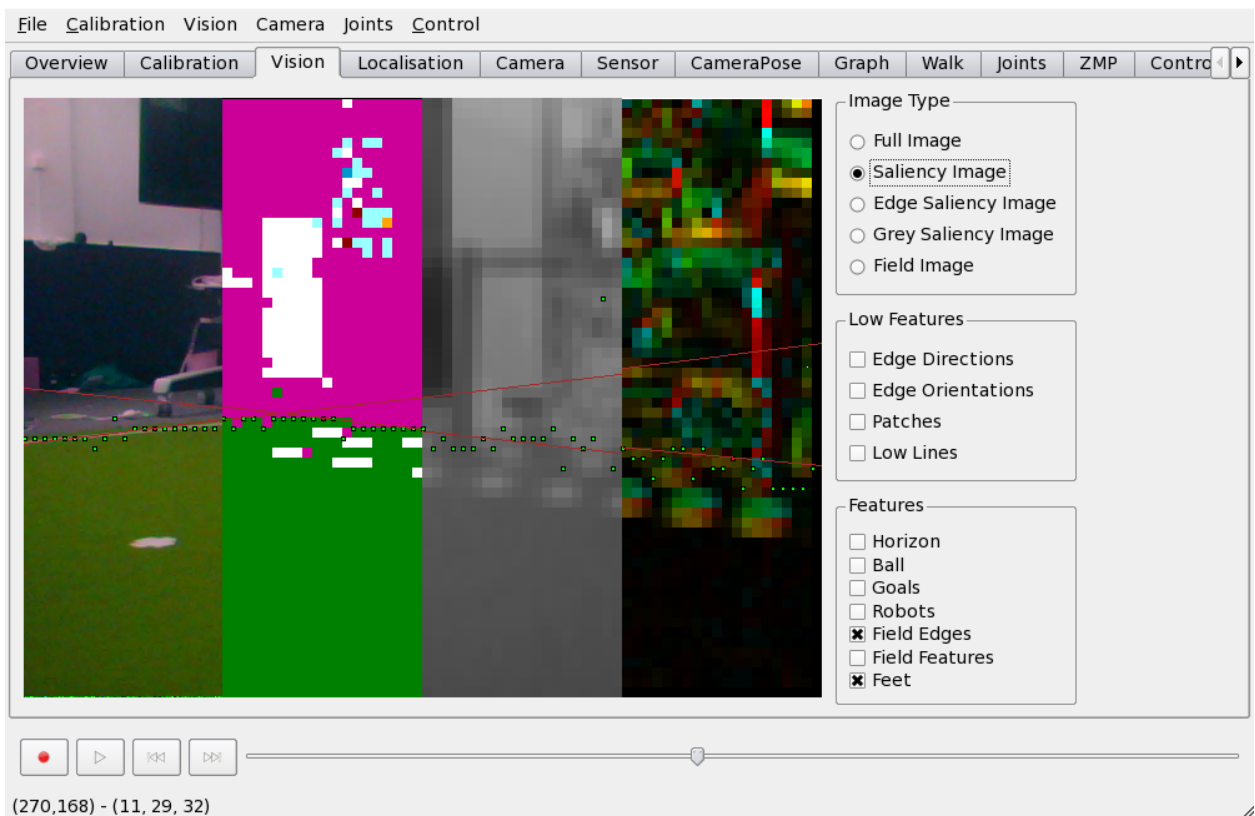 File Calibration Vision Camera Joints Control
Overview Calibration Vision Localisation Camera Sensor CameraPose Graph Walk Joints ZMP Contro
Image Type
Full Image
Saliency Image
Edge Saliency Image
Grey Saliency Image
Field Image
Low Features
Edge Directions
Edge Orientations
Patches
Low Lines
Features
Horizon
Ball
Goals
Robots
Field Edges
Field Features
Feet
(270,168) - (11, 29, 32)